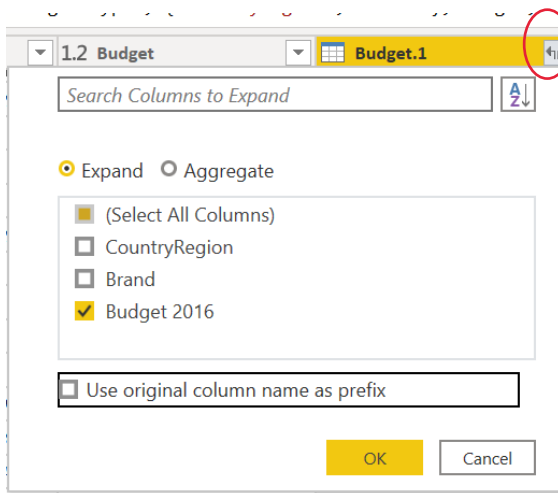 1.2 Budget Budget.1
Search Columns to Expand
A
Z
Expand Aggregate
(Select All Columns)
CountryRegion
Brand
Budget 2016
Use original column name as prefix
OK Cancel